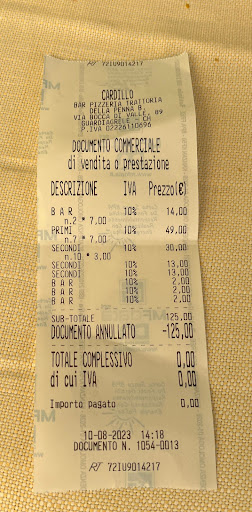 RT 72IU9014217
CARDILLO
BAR PIZZERIA TRATTORIA
DELLA PENNA B.
VIA BOCCA DI VALLE, 89
GUARDIAGRELE - CH
P.IVA 02226110696
DOCUMENTO COMMERCIALE
di vendita o prestazione
DESCRIZIONE IVA Prezzo(€)
BAR 10% 14,00
n.2 * 7,00
PRIMI 10% 49,00
n.7 * 7,00
SECONDI 10% 30,00
n.10 * 3,00
SECONDI 10% 13,00
SECONDI 10% 13,00
BAR 10% 2,00
BAR 10% 2,00
BAR 10% 2,00
SUB-TOTALE 125,00
DOCUMENTO ANNULLATO -125,00
TOTALE COMPLESSIVO 0,00
di cui IVA 0,00
Importo pagato 0,00
10-08-2023 14:18
DOCUMENTO N. 1054-0013
RT 72IU9014217